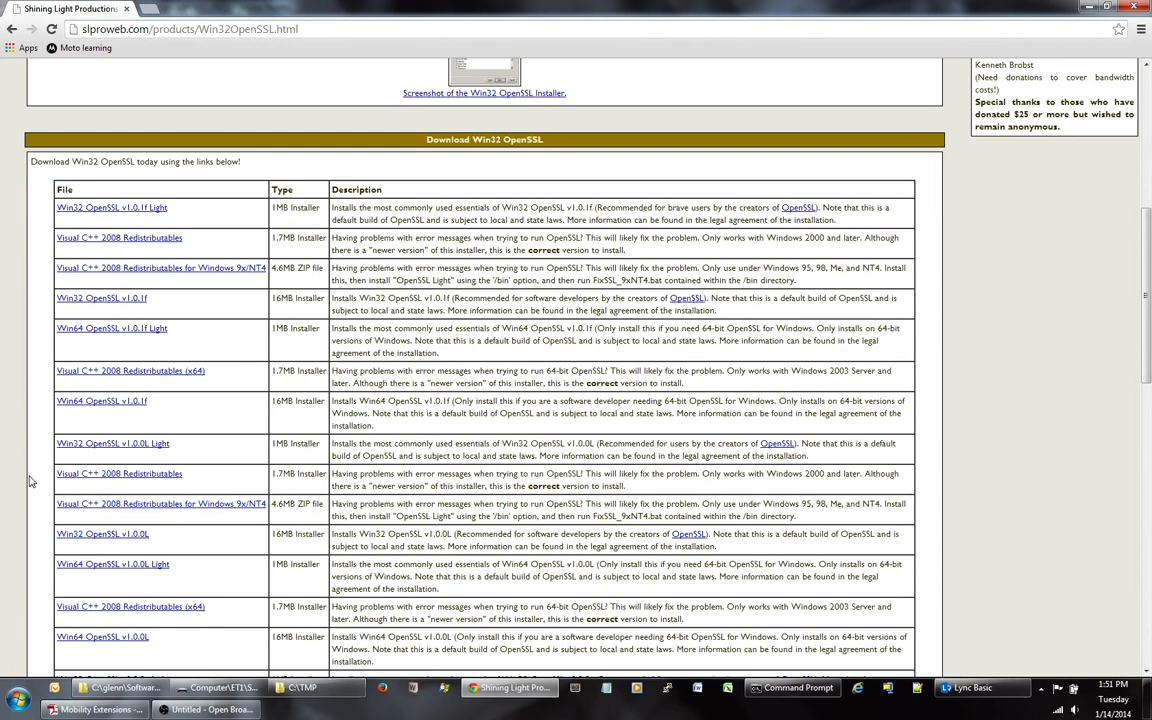 Shining Light Productions
slproweb.com/products/Win32OpenSSL.html
Apps
Moto learning
Screenshot of the Win32 OpenSSL Installer.
Kenneth Brobst
(Need donations to cover bandwidth
costs!)
Special thanks to those who have
donated $25 or more but wished to
remain anonymous.
Download Win32 OpenSSL
Download Win32 OpenSSL today using the links below!
File Type Description
Win32 OpenSSL v1.0.1f Light 1MB Installer Installs the most commonly used essentials of Win32 OpenSSL v1.0.1f (Recommended for brave users by the creators of OpenSSL). Note that this is a
default build of OpenSSL and is subject to local and state laws. More information can be found in the legal agreement of the installation.
Visual C++ 2008 Redistributables 1.7MB Installer Having problems with error messages when trying to run OpenSSL? This will likely fix the problem. Only works with Windows 2000 and later. Although
there is a "newer version" of this installer, this is the correct version to install.
Visual C++ 2008 Redistributables for Windows 9x/NT4 4.6MB ZIP file Having problems with error messages when trying to run OpenSSL? This will likely fix the problem. Only use under Windows 95, 98, Me, and NT4. Install
this, then install "OpenSSL Light" using the '/bin' option, and then run FixSSL_9xNT4.bat contained within the /bin directory.
Win32 OpenSSL v1.0.1f 16MB Installer Installs Win32 OpenSSL v1.0.1f (Recommended for software developers by the creators of OpenSSL). Note that this is a default build of OpenSSL and is
subject to local and state laws. More information can be found in the legal agreement of the installation.
Win64 OpenSSL v1.0.1f Light 1MB Installer Installs the most commonly used essentials of Win64 OpenSSL v1.0.1f (Only install this if you need 64-bit OpenSSL for Windows. Only installs on 64-bit
versions of Windows. Note that this is a default build of OpenSSL and is subject to local and state laws. More information can be found in the legal
agreement of the installation.
Visual C++ 2008 Redistributables (x64) 1.7MB Installer Having problems with error messages when trying to run 64-bit OpenSSL? This will likely fix the problem. Only works with Windows 2003 Server and
later. Although there is a "newer version" of this installer, this is the correct version to install.
Win64 OpenSSL v1.0.1f 16MB Installer Installs Win64 OpenSSL v1.0.1f (Only install this if you are a software developer needing 64-bit OpenSSL for Windows. Only installs on 64-bit versions of
Windows. Note that this is a default build of OpenSSL and is subject to local and state laws. More information can be found in the legal agreement of the
installation.
Win32 OpenSSL v1.0.0L Light 1MB Installer Installs the most commonly used essentials of Win32 OpenSSL v1.0.0L (Recommended for users by the creators of OpenSSL). Note that this is a default
build of OpenSSL and is subject to local and state laws. More information can be found in the legal agreement of the installation.
Visual C++ 2008 Redistributables 1.7MB Installer Having problems with error messages when trying to run OpenSSL? This will likely fix the problem. Only works with Windows 2000 and later. Although
there is a "newer version" of this installer, this is the correct version to install.
Visual C++ 2008 Redistributables for Windows 9x/NT4 4.6MB ZIP file Having problems with error messages when trying to run OpenSSL? This will likely fix the problem. Only use under Windows 95, 98, Me, and NT4. Install
this, then install "OpenSSL Light" using the '/bin' option, and then run FixSSL_9xNT4.bat contained within the /bin directory.
Win32 OpenSSL v1.0.0L 16MB Installer Installs Win32 OpenSSL v1.0.0L (Recommended for software developers by the creators of OpenSSL). Note that this is a default build of OpenSSL and is
subject to local and state laws. More information can be found in the legal agreement of the installation.
Win64 OpenSSL v1.0.0L Light 1MB Installer Installs the most commonly used essentials of Win64 OpenSSL v1.0.0L (Only install this if you need 64-bit OpenSSL for Windows. Only installs on 64-bit
versions of Windows. Note that this is a default build of OpenSSL and is subject to local and state laws. More information can be found in the legal
agreement of the installation.
Visual C++ 2008 Redistributables (x64) 1.7MB Installer Having problems with error messages when trying to run 64-bit OpenSSL? This will likely fix the problem. Only works with Windows 2003 Server and
later. Although there is a "newer version" of this installer, this is the correct version to install.
Win64 OpenSSL v1.0.0L 16MB Installer Installs Win64 OpenSSL v1.0.0L (Only install this if you are a software developer needing 64-bit OpenSSL for Windows. Only installs on 64-bit versions of
Windows. Note that this is a default build of OpenSSL and is subject to local and state laws. More information can be found in the legal agreement of the
installation.
C:\glenn\Softwar... Computer\ET1\S... C:\TMP Shining Light Pro... Command Prompt Lync Basic
1:51 PM
Tuesday
1/14/2014
Mobility Extensions -... Untitled - Open Broa...